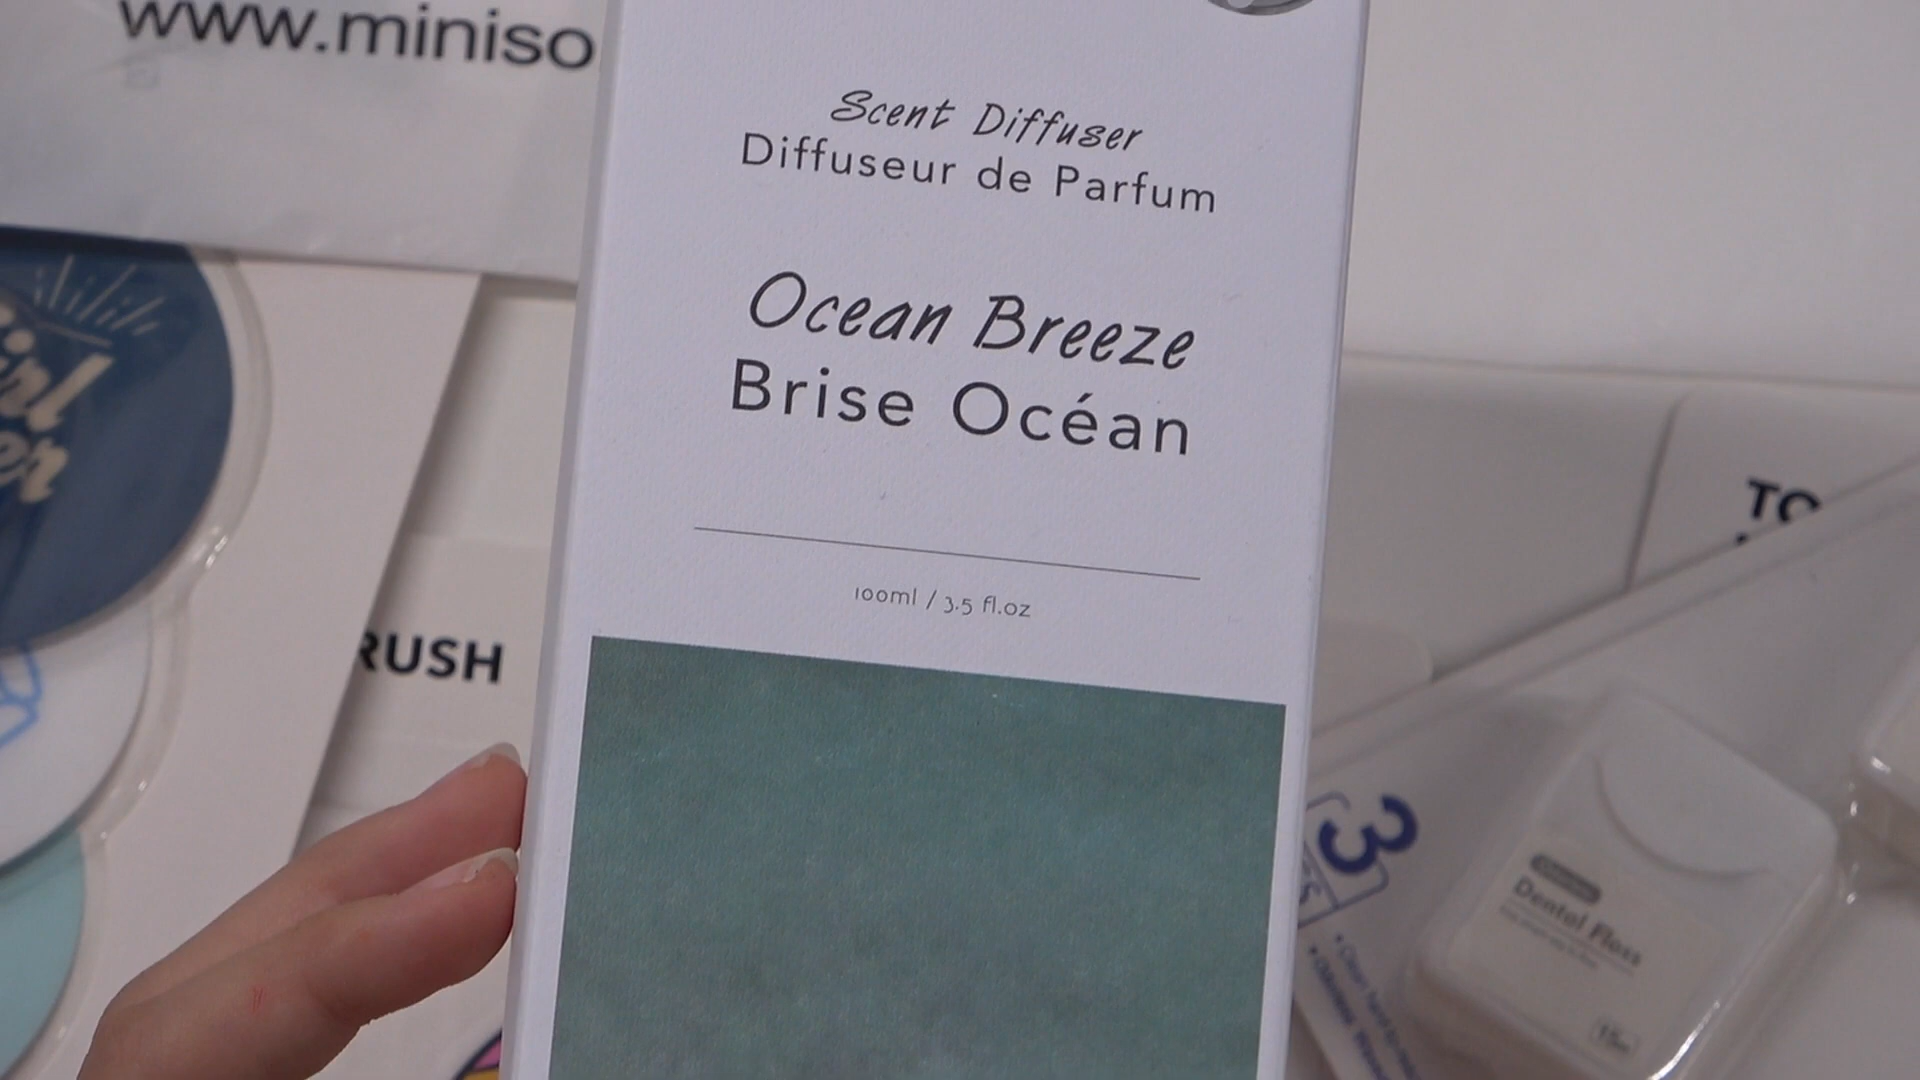 www.miniso
Scent Diffuser
Diffuseur de Parfum
Ocean Breeze
Brise Océan
100ml / 3.5 fl.oz
RUSH
TO
3
Dental Floss
15m